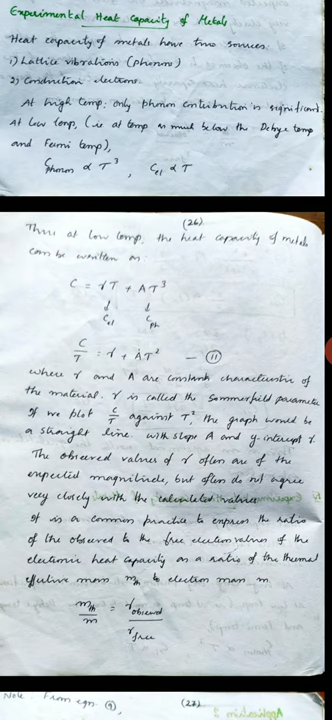 Experimental Heat Capacity of Metals
Heat capacity of metals have two sources:
1) Lattice vibrations (phonons)
2) Conduction electrons.
At high temp: only phonon contribution is significant.
At low temp, (ie at temp as much below the Debye temp
and Fermi temp),
C phonon ∝ T³ , Cel ∝ T
(26)
Thus at low temp, the heat capacity of metals
can be written as
C = γT + AT³
↓ ↓
Cel Cph
C/T = γ + AT² — (11)
where γ and A are constants characteristic of
the material. γ is called the Sommerfeld parameter
If we plot C/T against T², the graph would be
a straight line. with slope A and y-intercept γ.
The observed values of γ often are of the
expected magnitude, but often do not agree
very closely with the calculated values
It is a common practice to express the ratio
of the observed to the free electron values of the
electronic heat capacity as a ratio of the thermal
effective mass mth to electron mass m.
mth/m = γobserved/γfree
Note: From eqn. (9),
(27)